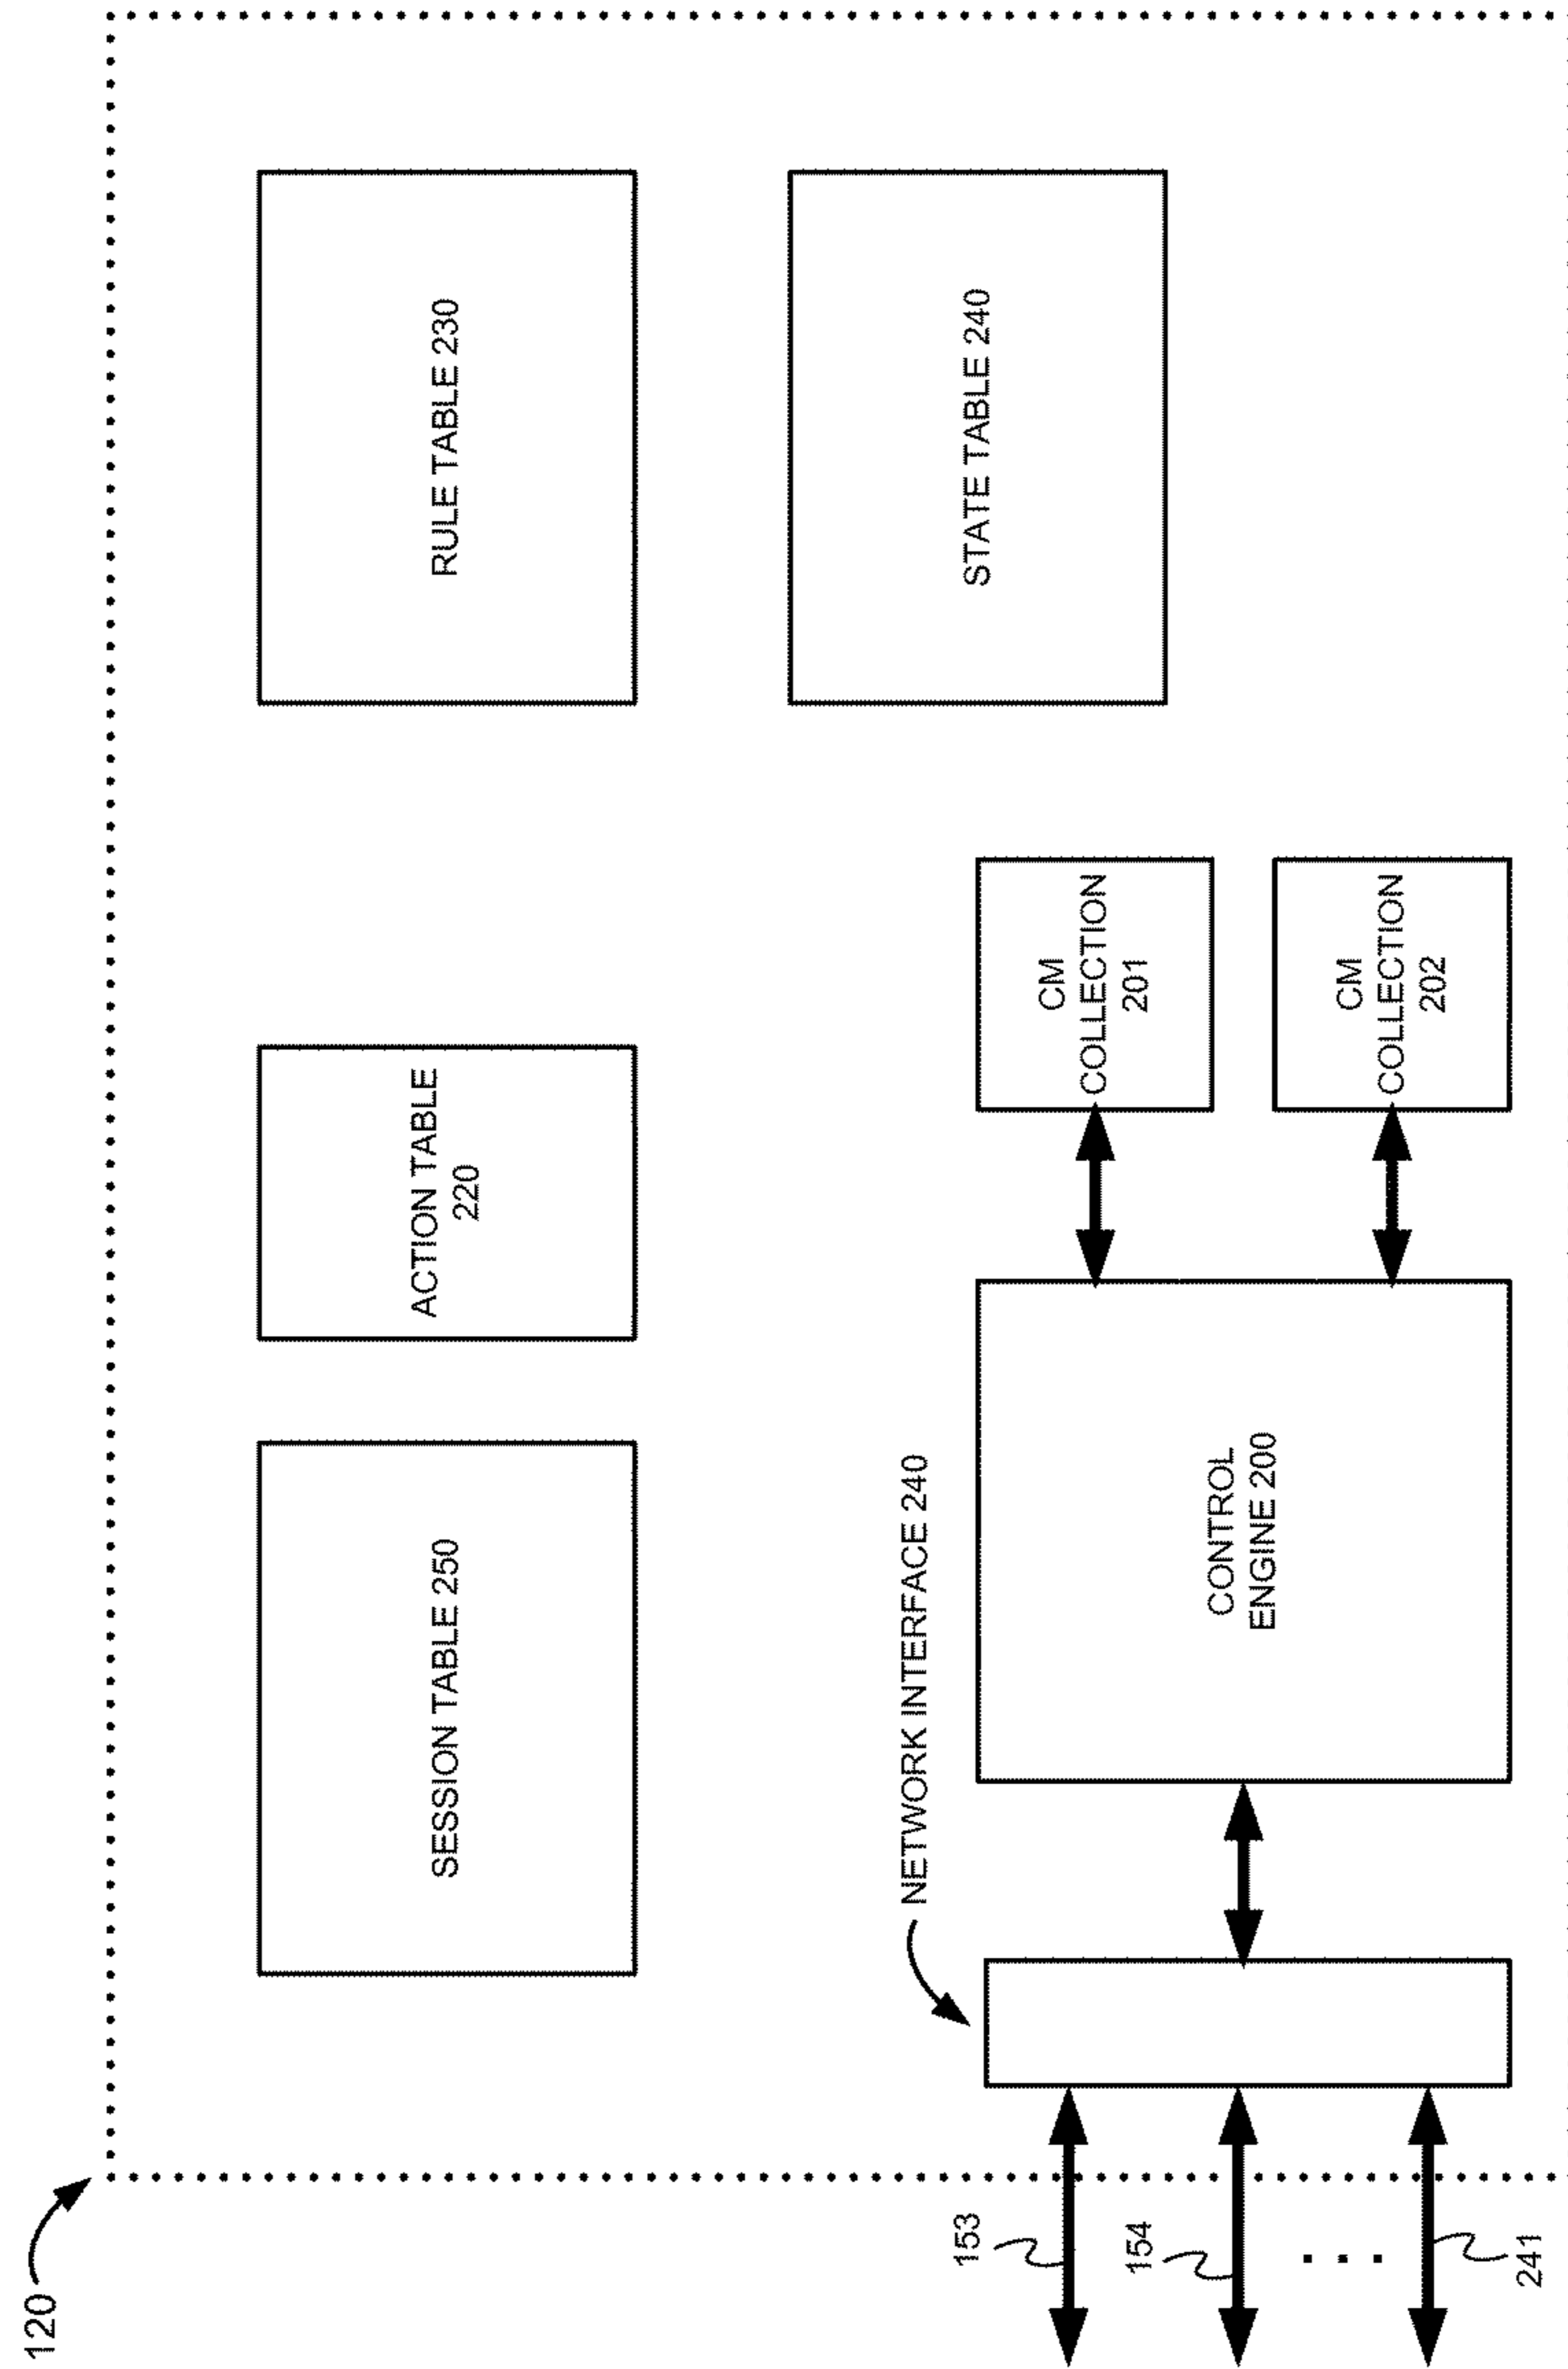 120
SESSION TABLE 250
ACTION TABLE
220
RULE TABLE 230
STATE TABLE 240
NETWORK INTERFACE 240
CONTROL
ENGINE 200
CM
COLLECTION
201
CM
COLLECTION
202
153
154
. . .
241